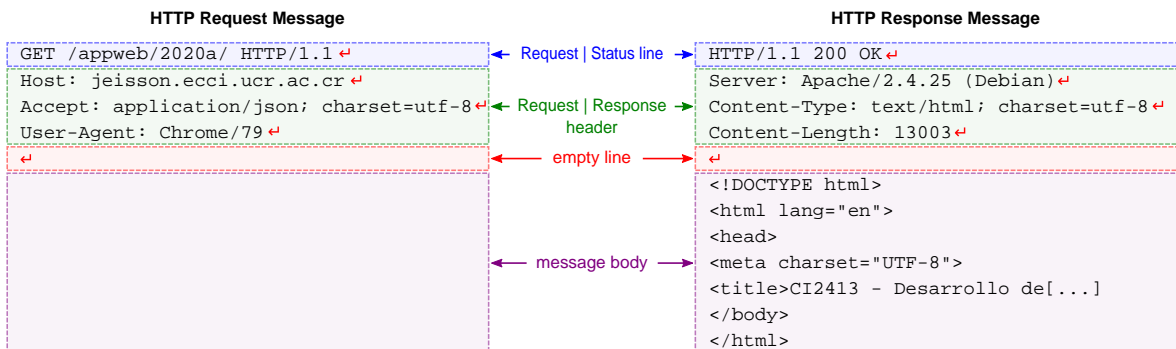 HTTP Request Message
GET /appweb/2020a/ HTTP/1.1 ↵
Host: jeisson.ecci.ucr.ac.cr ↵
Accept: application/json; charset=utf-8 ↵
User-Agent: Chrome/79 ↵
↵
Request | Status line
Request | Response
header
empty line
message body
HTTP Response Message
HTTP/1.1 200 OK ↵
Server: Apache/2.4.25 (Debian) ↵
Content-Type: text/html; charset=utf-8 ↵
Content-Length: 13003 ↵
↵
<!DOCTYPE html>
<html lang="en">
<head>
<meta charset="UTF-8">
<title>CI2413 - Desarrollo de[...]
</body>
</html>